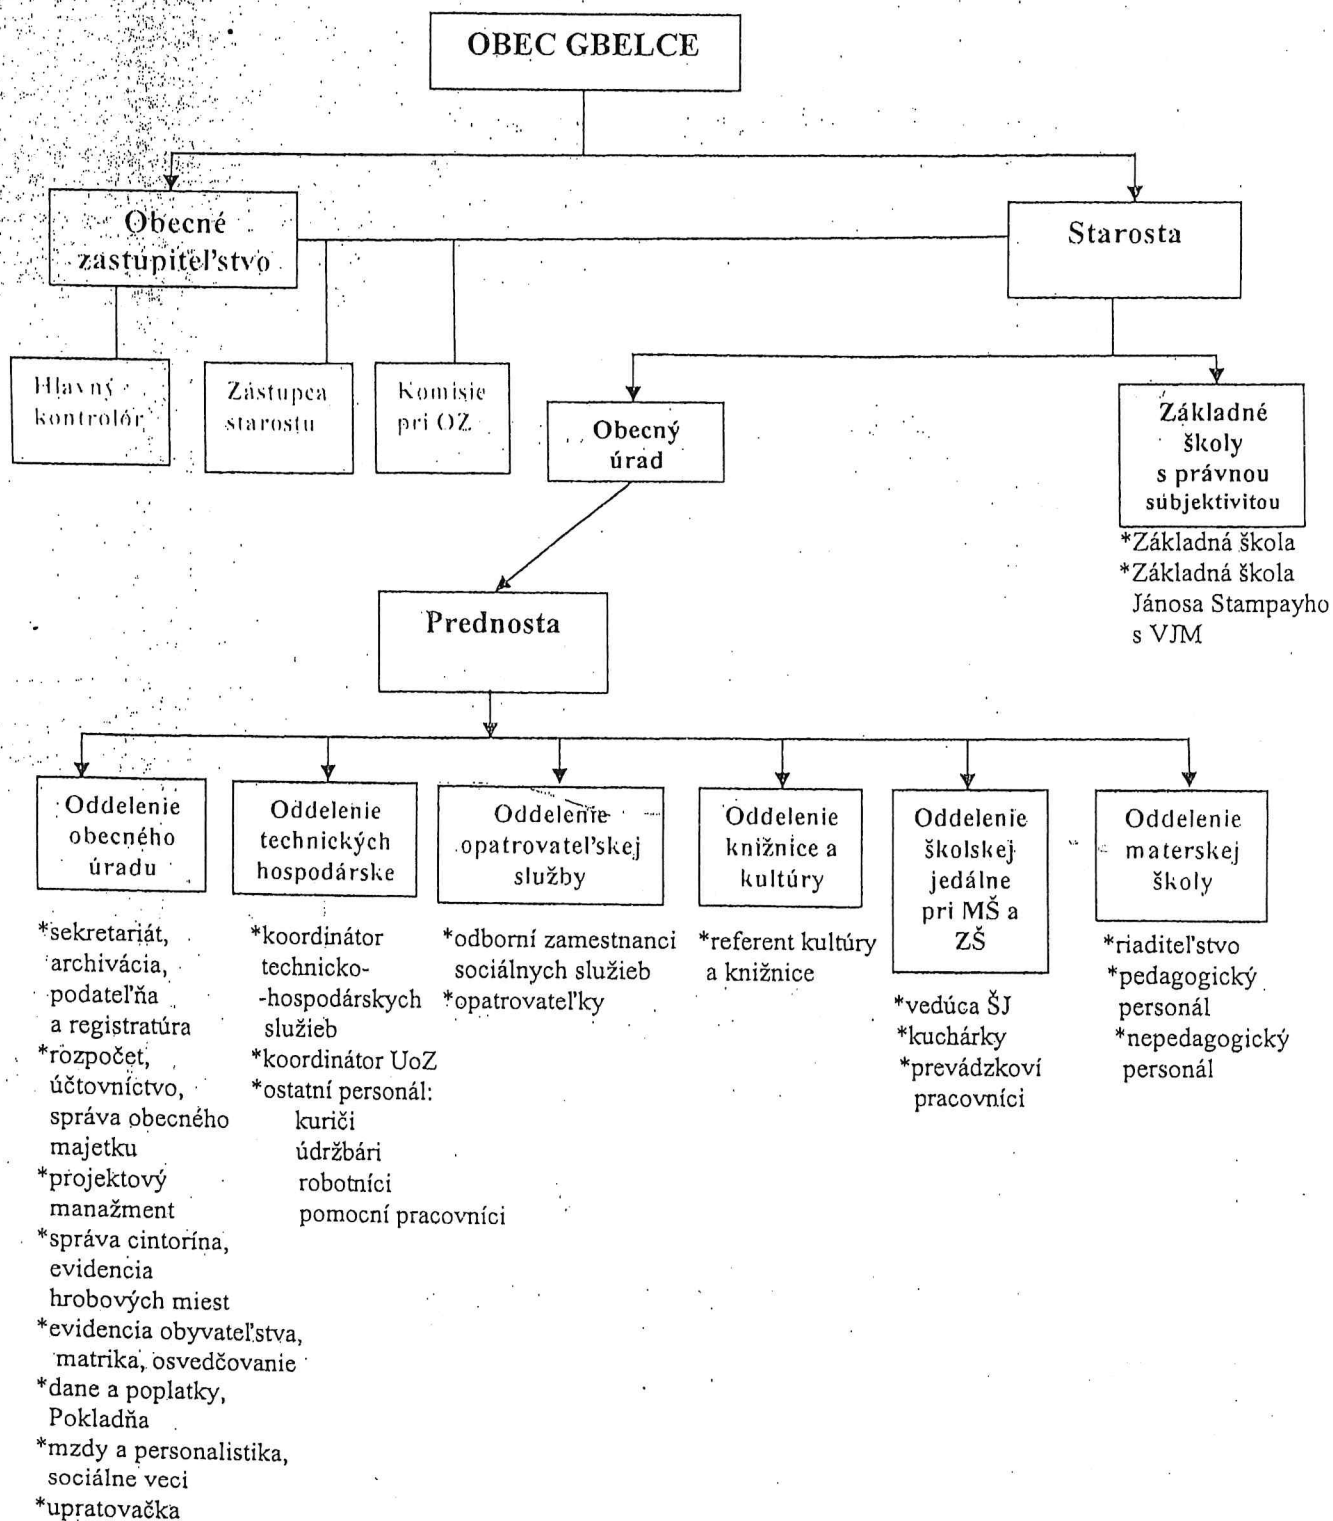 OBEC GBELCE
Obecné
zastupiteľstvo
Starosta
Hlavný
kontrolór
Zástupca
starostu
Komisie
pri OZ
Obecný
úrad
Základné
školy
s právnou
subjektivitou
*Základná škola
*Základná škola
Jánosa Stampayho
s VJM
Prednosta
Oddelenie
obecného
úradu
*sekretariát,
archivácia,
podateľňa
a registratúra
*rozpočet,
účtovníctvo,
správa obecného
majetku
*projektový
manažment
*správa cintorína,
evidencia
hrobových miest
*evidencia obyvateľstva,
matrika, osvedčovanie
*dane a poplatky,
Pokladňa
*mzdy a personalistika,
sociálne veci
*upratovačka
Oddelenie
technických
hospodárske
*koordinátor
technicko-
-hospodárskych
služieb
*koordinátor UoZ
*ostatní personál:
kuriči
údržbári
robotníci
pomocní pracovníci
Oddelenie
opatrovateľskej
služby
*odborní zamestnanci
sociálnych služieb
*opatrovateľky
Oddelenie
knižnice a
kultúry
*referent kultúry
a knižnice
Oddelenie
školskej
jedálne
pri MŠ a
ZŠ
*vedúca ŠJ
*kuchárky
*prevádzkoví
pracovníci
Oddelenie
materskej
školy
*riaditeľstvo
*pedagogický
personál
*nepedagogický
personál